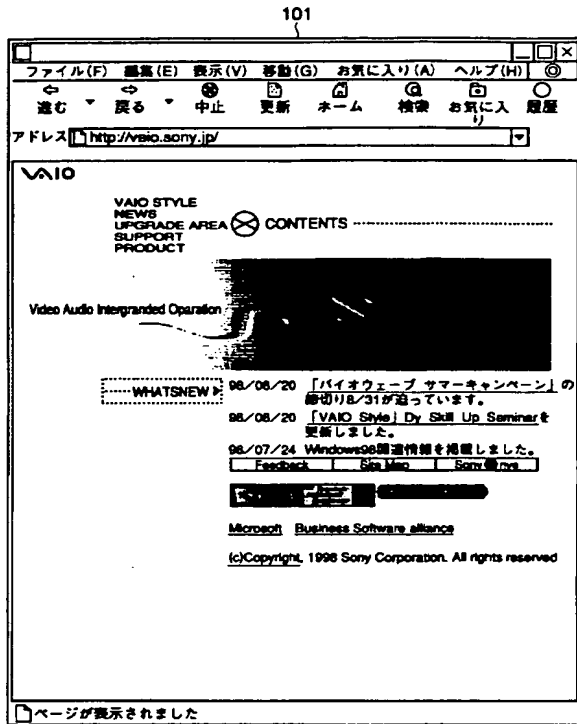 101
ファイル(F) 編集(E) 表示(V) 移動(G) お気に入り(A) ヘルプ(H)
進む 戻る 中止 更新 ホーム 検索 お気に入り 履歴
アドレス http://vaio.sony.jp/
VAIO
VAIO STYLE
NEWS
UPGRADE AREA CONTENTS
SUPPORT
PRODUCT
Video Audio Intergranded Oparation
WHATSNEW 98/08/20 「バイオウェーブ サマーキャンペーン」の
締切り8/31が迫っています。
98/08/20 「VAIO Style」Dy Skill Up Seminarを
更新しました。
98/07/24 Windows98関連情報を掲載しました。
Feedback Site Map Sony
Microsoft Business Software alliance
(c)Copyright, 1998 Sony Corporation. All rights reserved
ページが表示されました